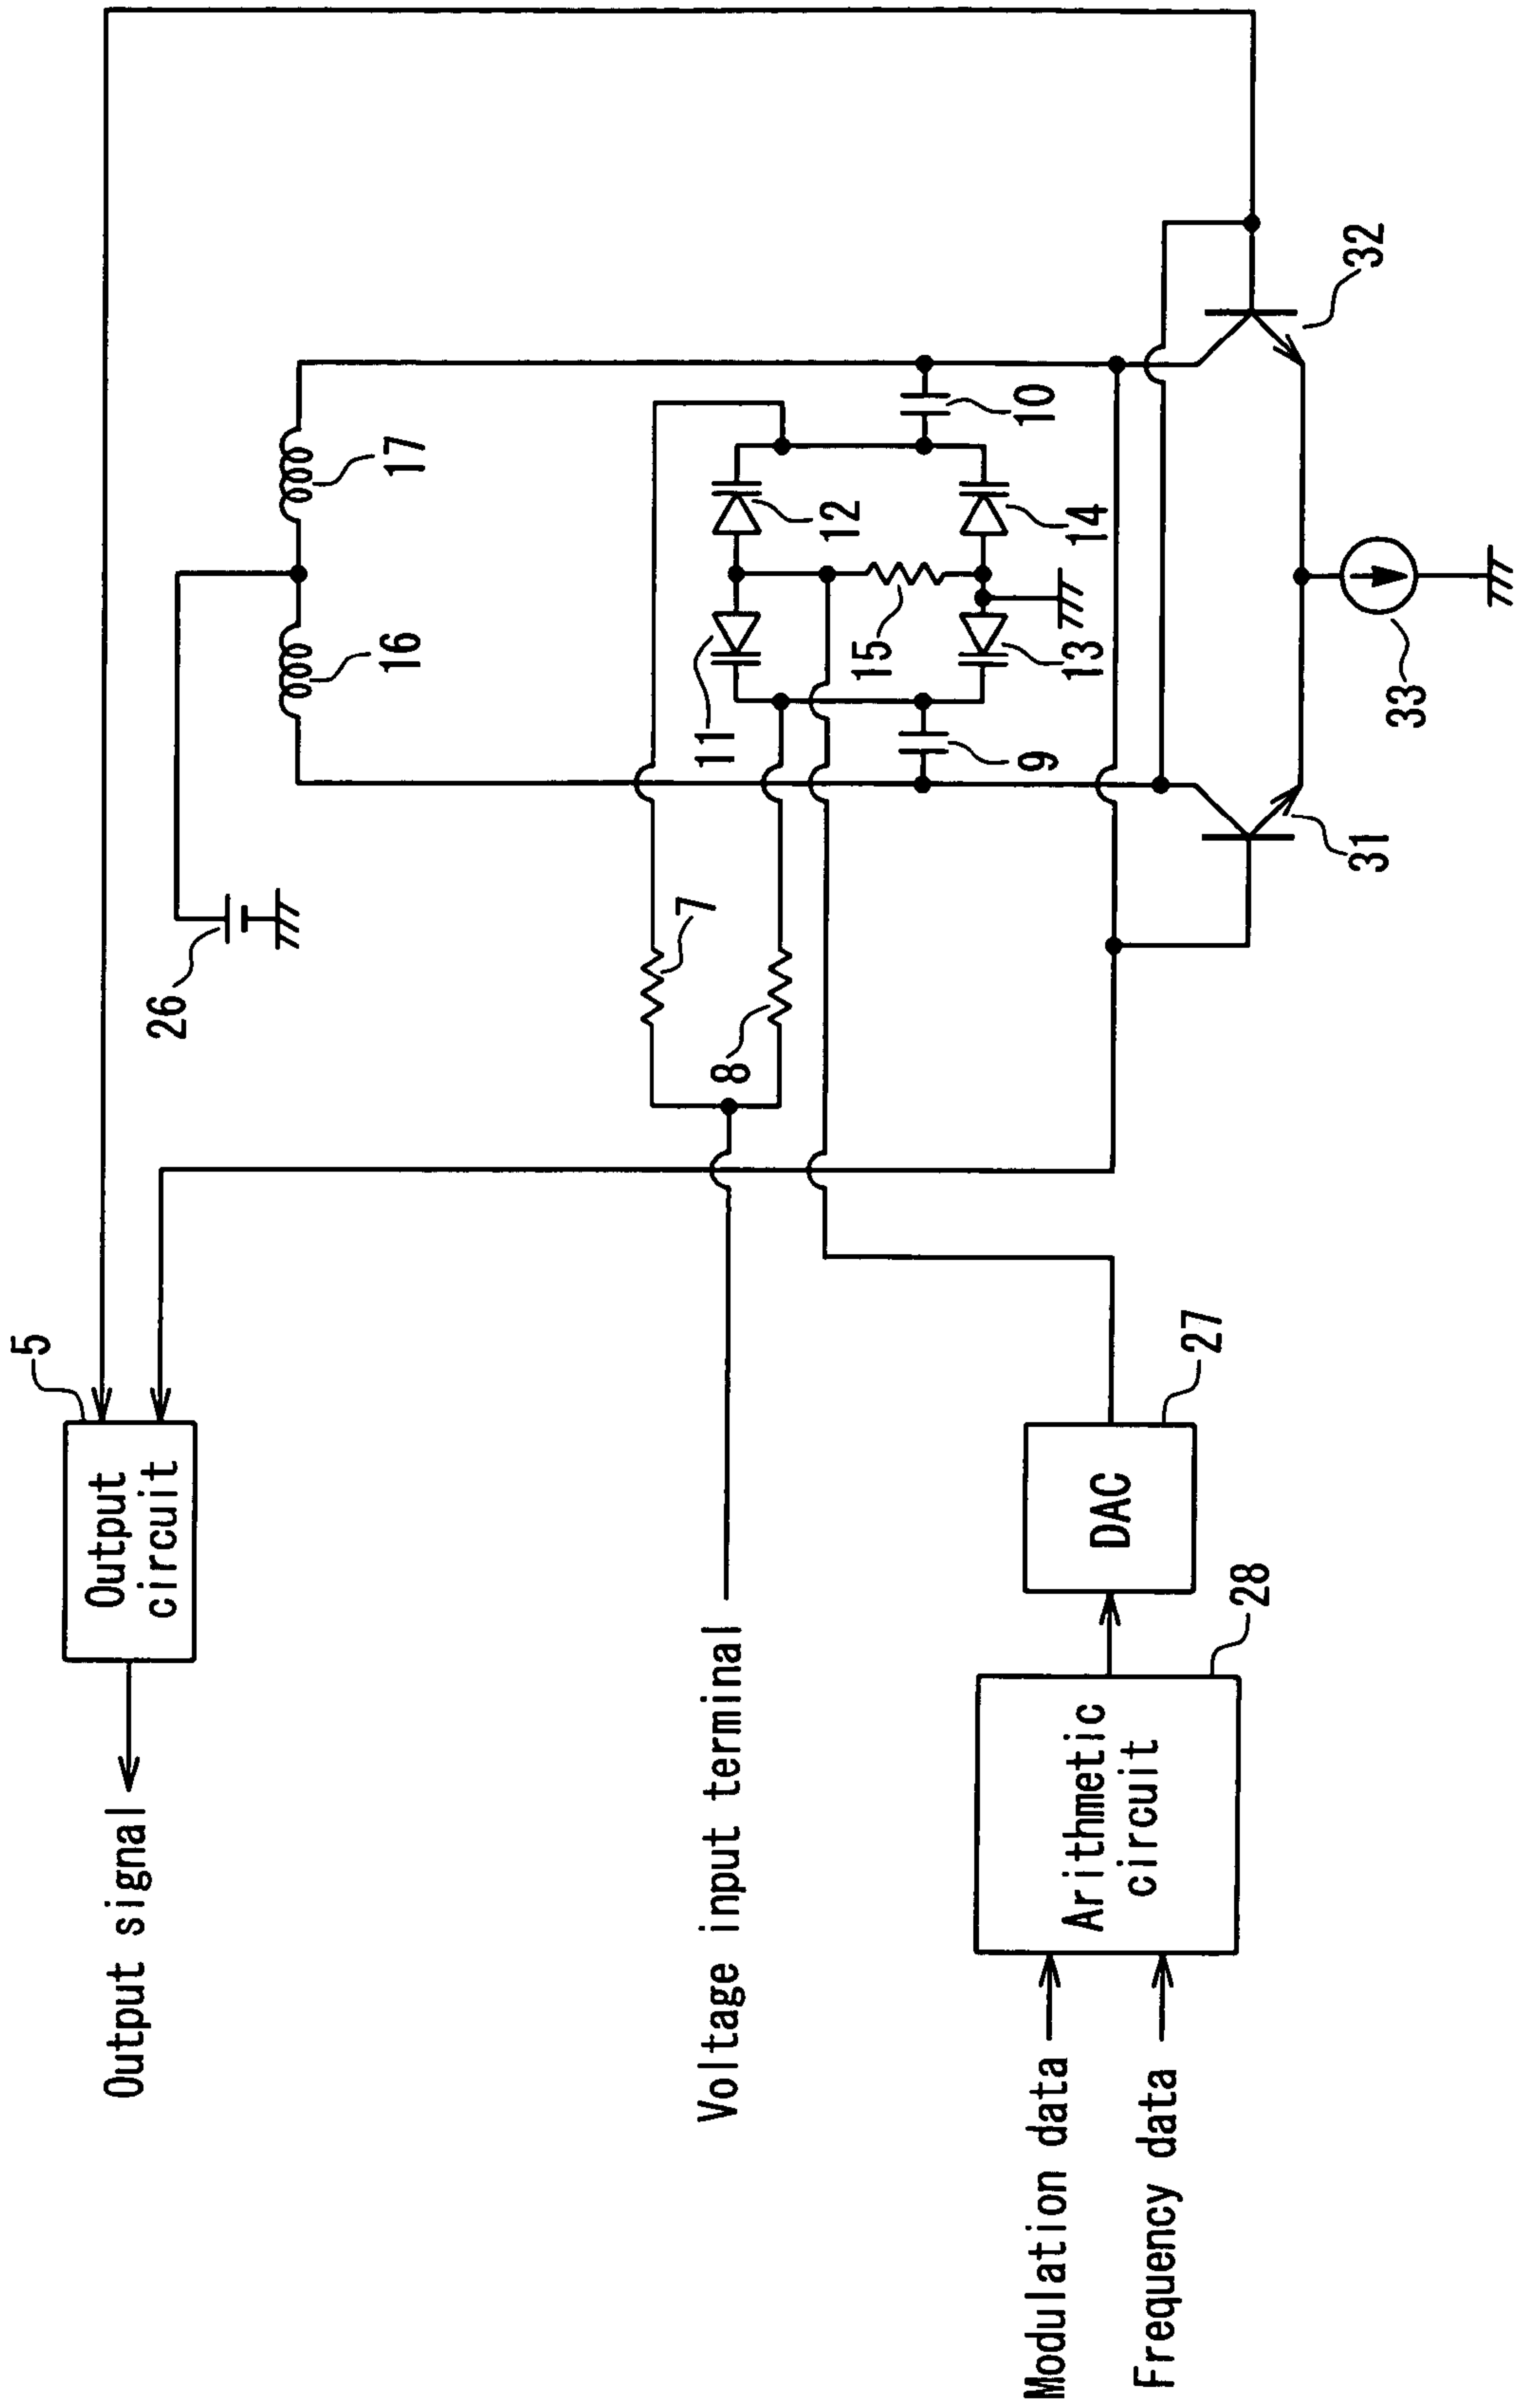 5
Output
circuit
Output signal
26
16
17
7
8
11
12
15
13
14
9
10
31
32
33
Voltage input terminal
27
DAC
28
Arithmetic
circuit
Modulation data
Frequency data